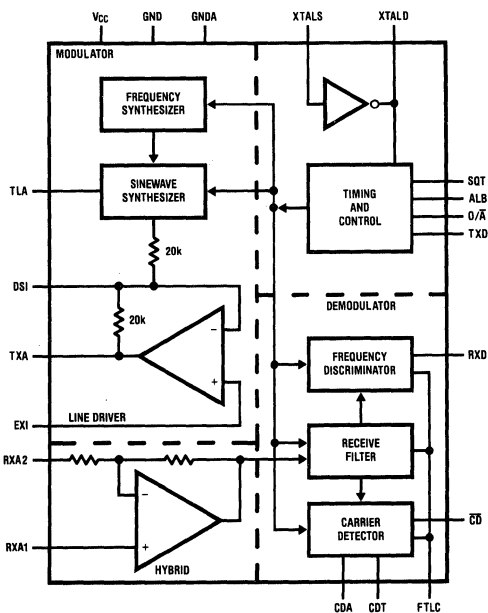 VCC GND GNDA XTALS XTALD
MODULATOR
FREQUENCY
SYNTHESIZER
TLA
SINEWAVE
SYNTHESIZER
TIMING
AND
CONTROL
SQT
ALB
O/A̅
TXD
20k
DSI
20k
DEMODULATOR
TXA
FREQUENCY
DISCRIMINATOR
RXD
−
+
EXI
LINE DRIVER
RXA2
RECEIVE
FILTER
−
+
RXA1
HYBRID
CARRIER
DETECTOR
C̅D̅
CDA CDT FTLC